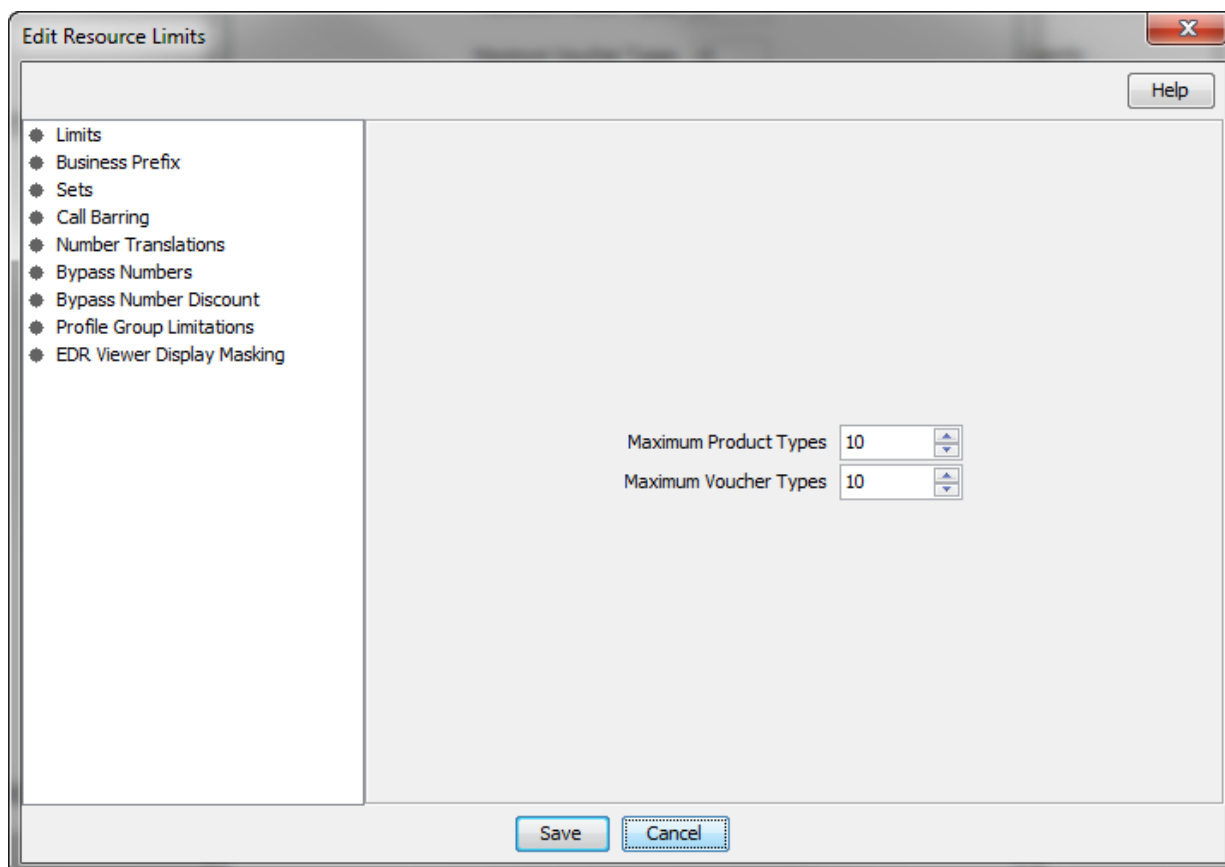 Edit Resource Limits
X
Help
Limits
Business Prefix
Sets
Call Barring
Number Translations
Bypass Numbers
Bypass Number Discount
Profile Group Limitations
EDR Viewer Display Masking
Maximum Product Types 10
Maximum Voucher Types 10
Save Cancel